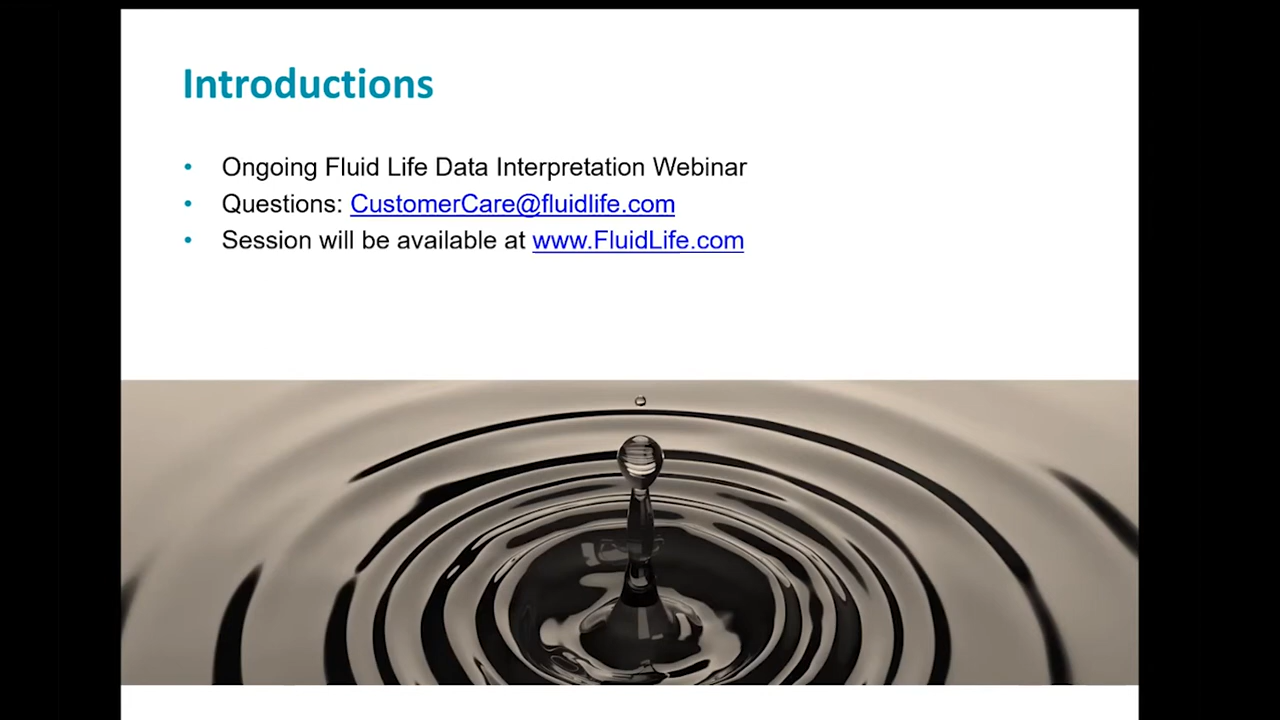 Introductions
• Ongoing Fluid Life Data Interpretation Webinar
• Questions: CustomerCare@fluidlife.com
• Session will be available at www.FluidLife.com